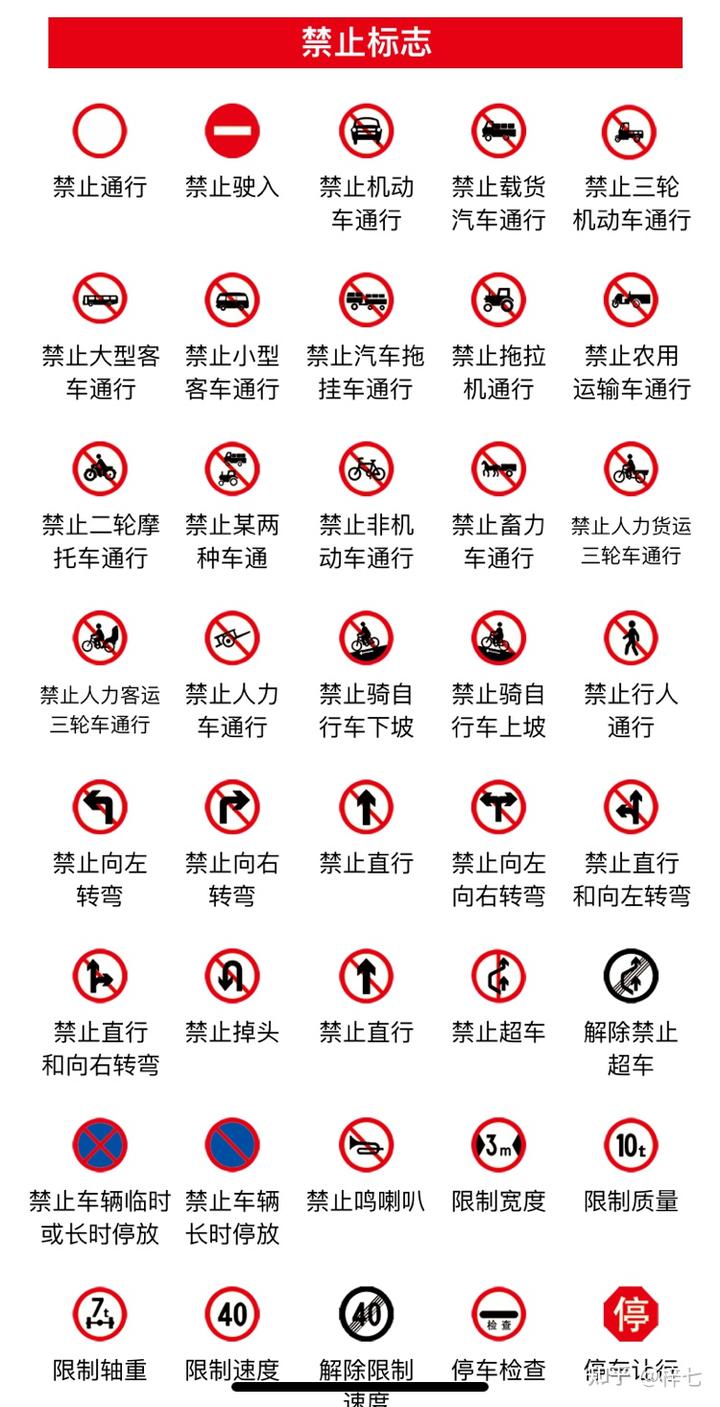 禁止标志
禁止通行
禁止驶入
禁止机动
车通行
禁止载货
汽车通行
禁止三轮
机动车通行
禁止大型客
车通行
禁止小型
客车通行
禁止汽车拖
挂车通行
禁止拖拉
机通行
禁止农用
运输车通行
禁止二轮摩
托车通行
禁止某两
种车通
禁止非机
动车通行
禁止畜力
车通行
禁止人力货运
三轮车通行
禁止人力客运
三轮车通行
禁止人力
车通行
禁止骑自
行车下坡
禁止骑自
行车上坡
禁止行人
通行
禁止向左
转弯
禁止向右
转弯
禁止直行
禁止向左
向右转弯
禁止直行
和向左转弯
禁止直行
和向右转弯
禁止掉头
禁止直行
禁止超车
解除禁止
超车
禁止车辆临时
或长时停放
禁止车辆
长时停放
禁止鸣喇叭
3m
限制宽度
10t
限制质量
7t
限制轴重
40
限制速度
40
解除限制
速度
检查
停车检查
停
停车让行
知乎 @梓七